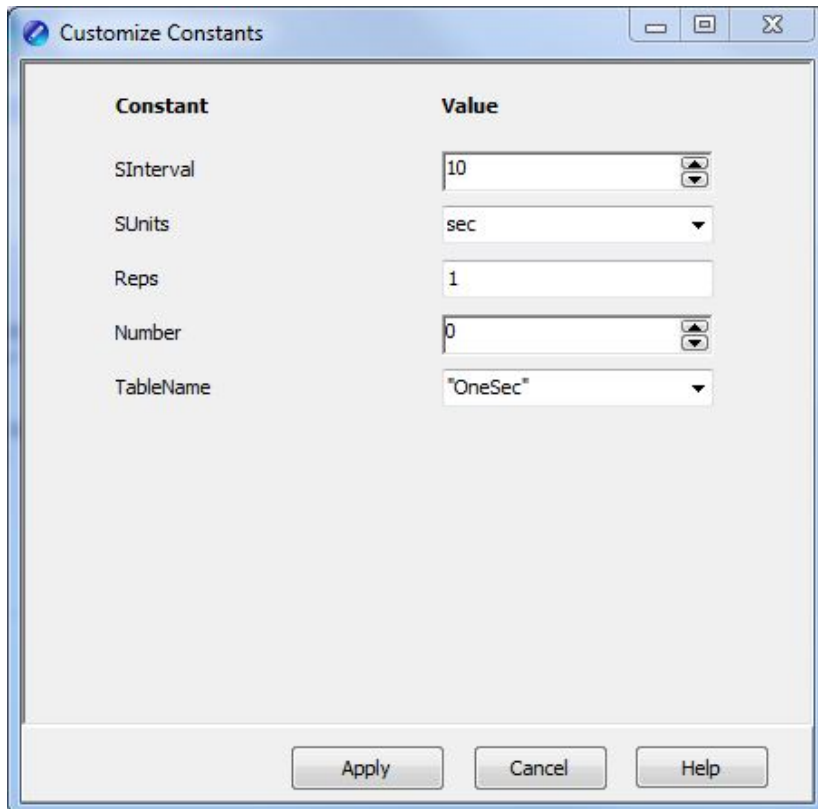 Customize Constants
Constant Value
SInterval 10
SUnits sec
Reps 1
Number 0
TableName "OneSec"
Apply Cancel Help